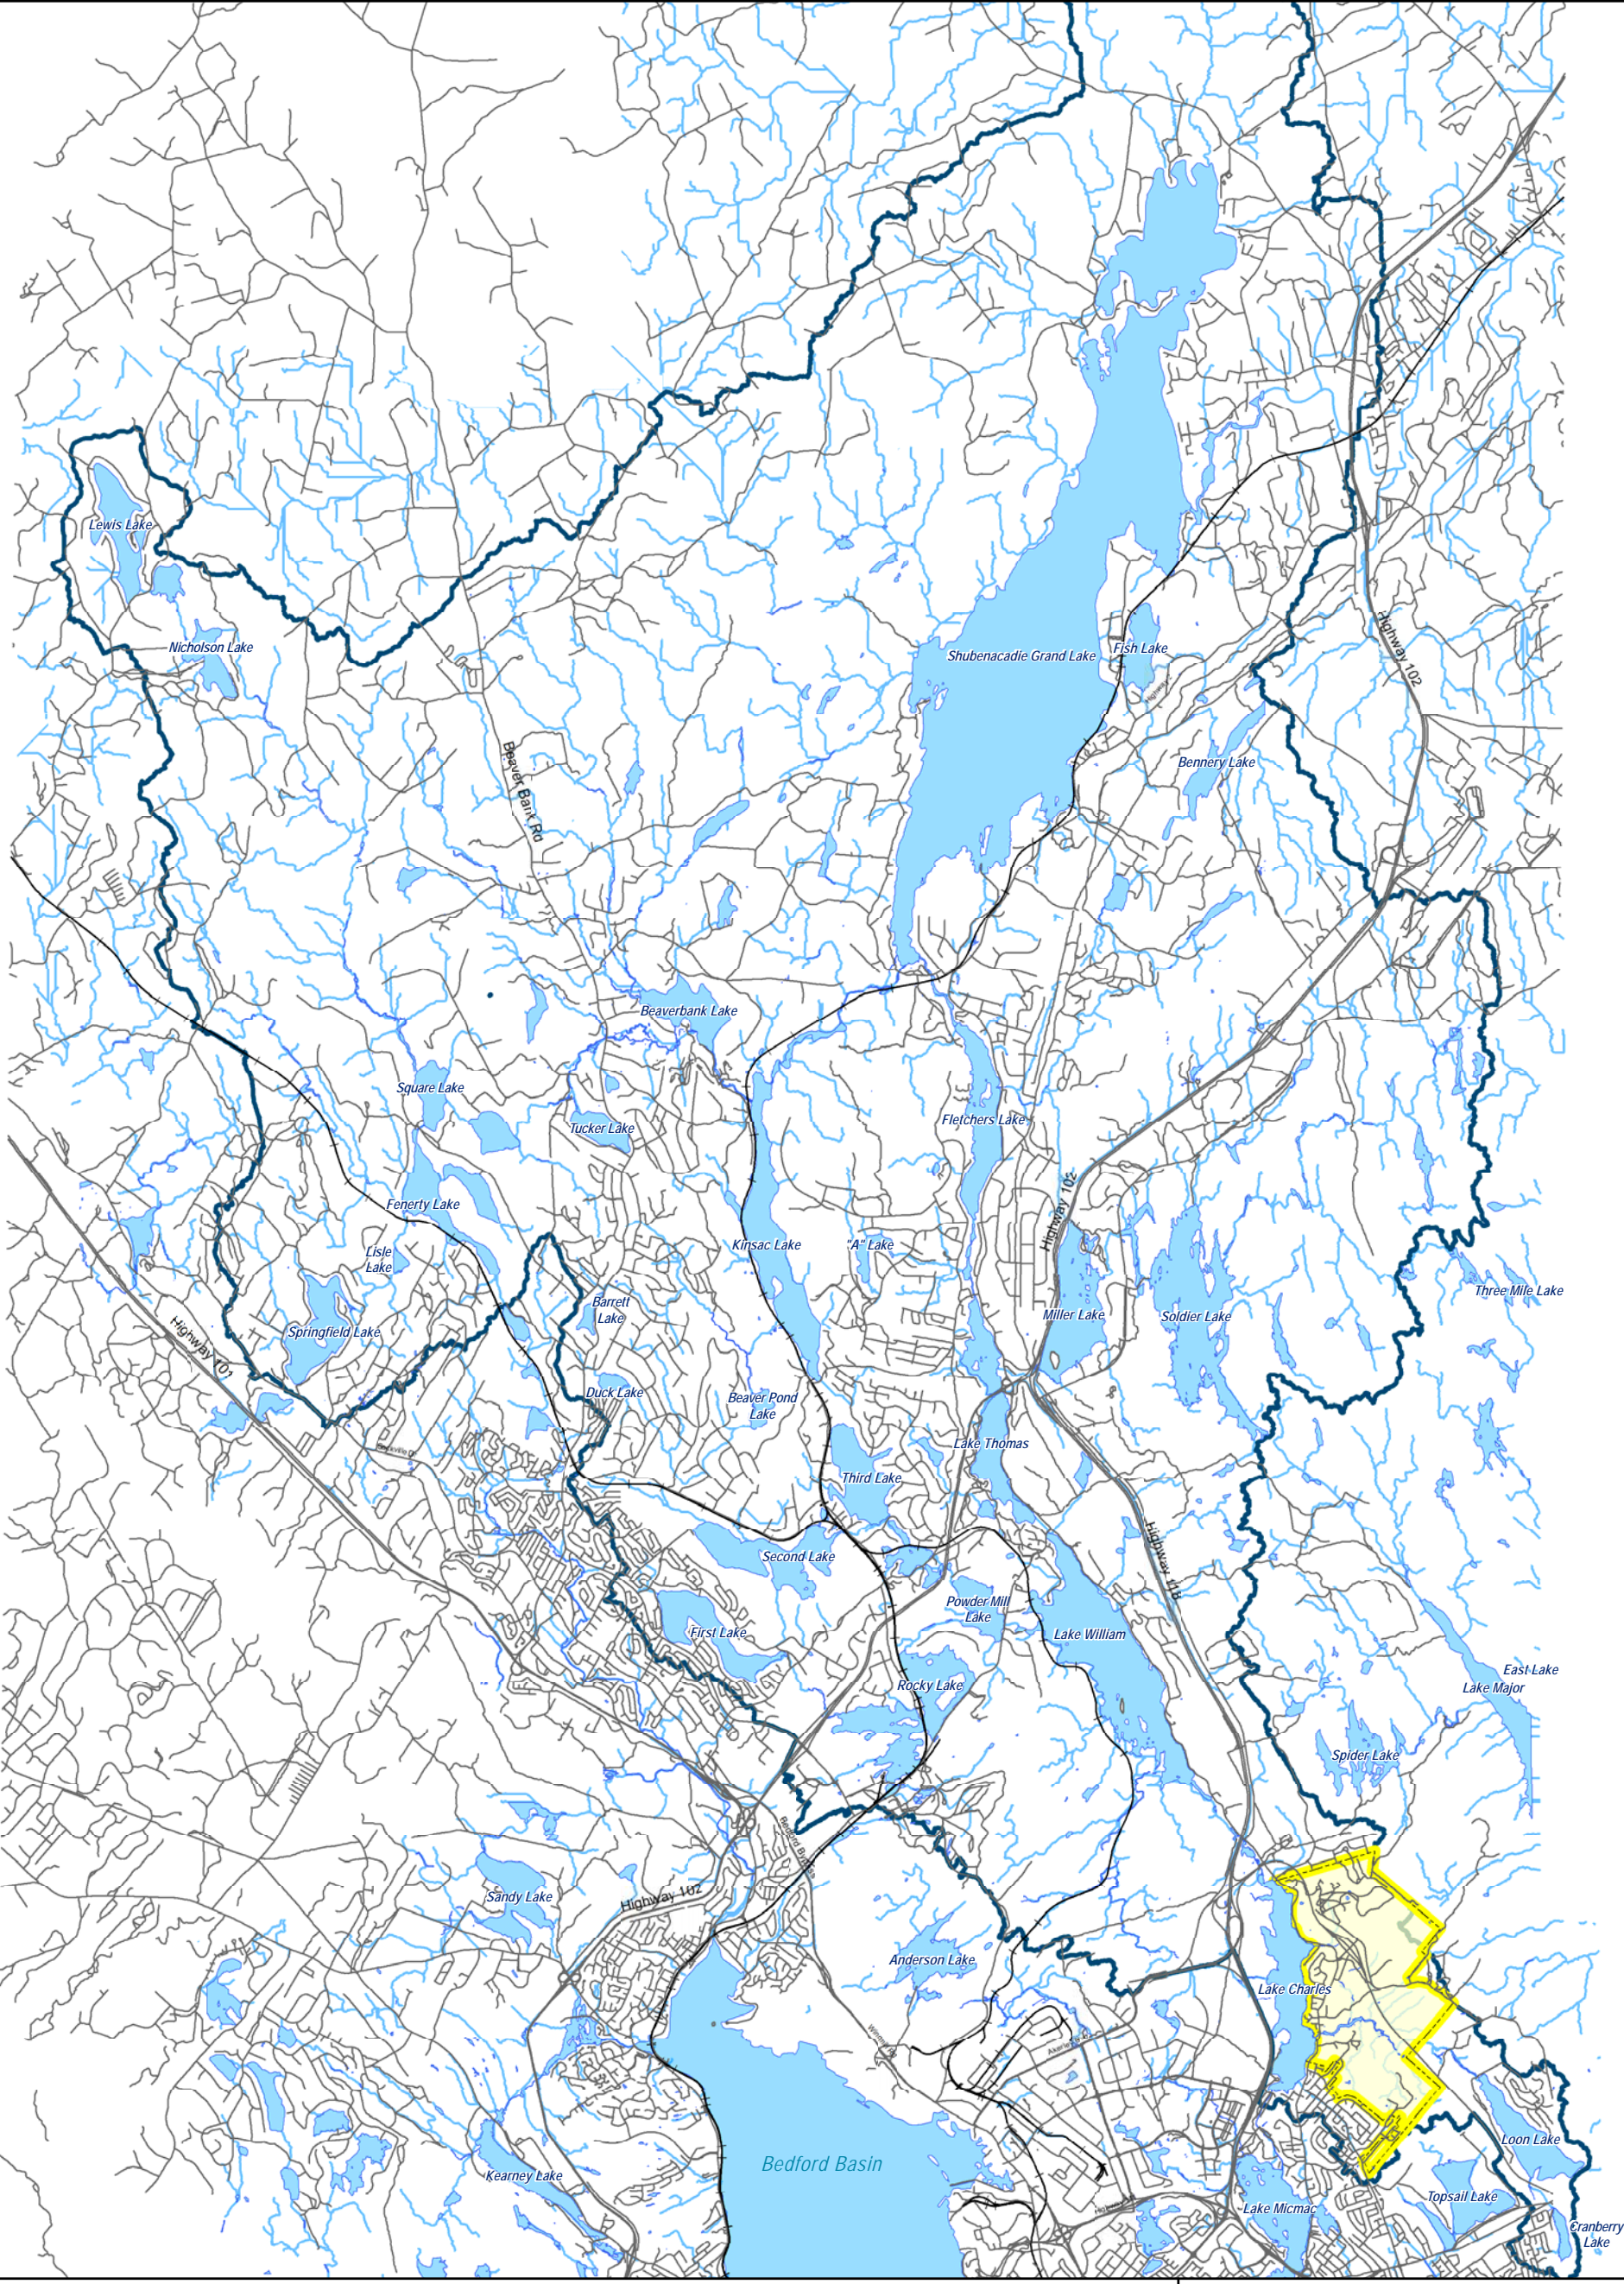 Lewis Lake
Nicholson Lake
Shubenacadie Grand Lake
Fish Lake
Highway 102
Bennery Lake
Beaver Bank Rd
Beaverbank Lake
Square Lake
Tucker Lake
Fletchers Lake
Fenerty Lake
Highway 102
Kinsac Lake
"A" Lake
Lisle
Lake
Three Mile Lake
Barrett
Lake
Miller Lake
Soldier Lake
Springfield Lake
Highway 101
Duck Lake
Beaver Pond
Lake
Lake Thomas
Third Lake
Second Lake
Highway 118
Powder Mill
Lake
First Lake
Lake William
Rocky Lake
East Lake
Lake Major
Spider Lake
Bedford Bypass
Sandy Lake
Highway 102
Anderson Lake
Lake Charles
Loon Lake
Bedford Basin
Kearney Lake
Topsail Lake
Lake Micmac
Cranberry
Lake